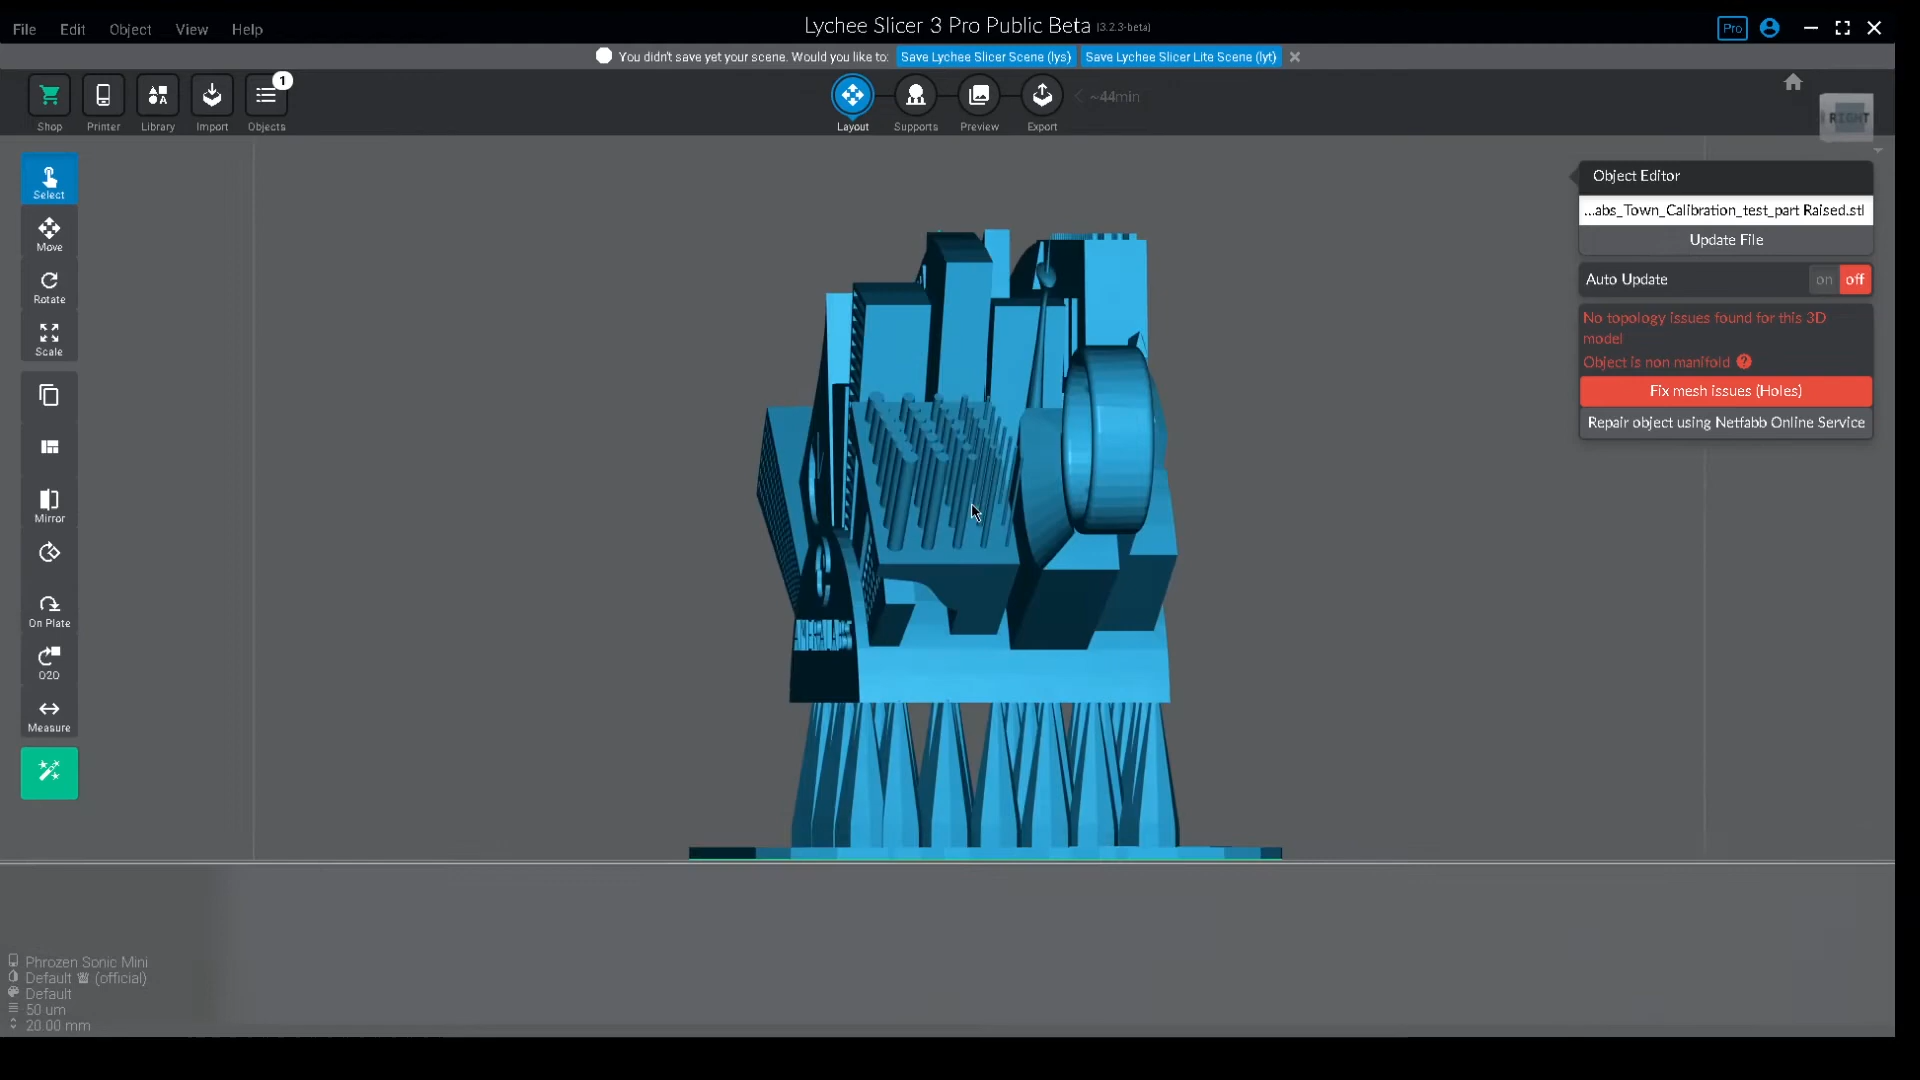 File Edit Object View Help
Lychee Slicer 3 Pro Public Beta (3.2.3-beta)
Pro
You didn't save yet your scene. Would you like to: Save Lychee Slicer Scene (lys) Save Lychee Slicer Lite Scene (lyt)
1
Shop Printer Library Import Objects
Layout Supports Preview Export
~44min
RIGHT
Select
Move
Rotate
Scale
Mirror
On Plate
O2O
Measure
Object Editor
...abs_Town_Calibration_test_part Raised.stl
Update File
Auto Update on off
No topology issues found for this 3D
model
Object is non manifold ?
Fix mesh issues (Holes)
Repair object using Netfabb Online Service
Phrozen Sonic Mini
Default (official)
Default
50 um
20.00 mm